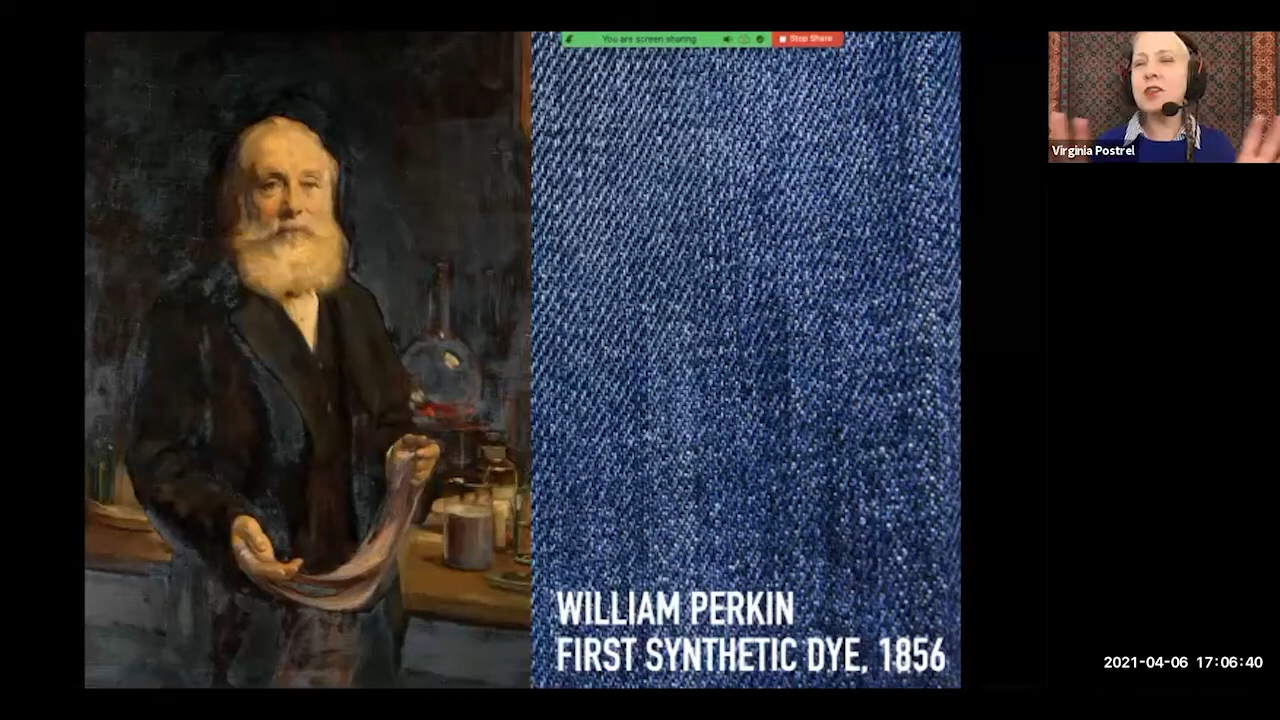 You are screen sharing
Stop Share
Virginia Postrel
WILLIAM PERKIN
FIRST SYNTHETIC DYE, 1856
2021-04-06 17:06:40